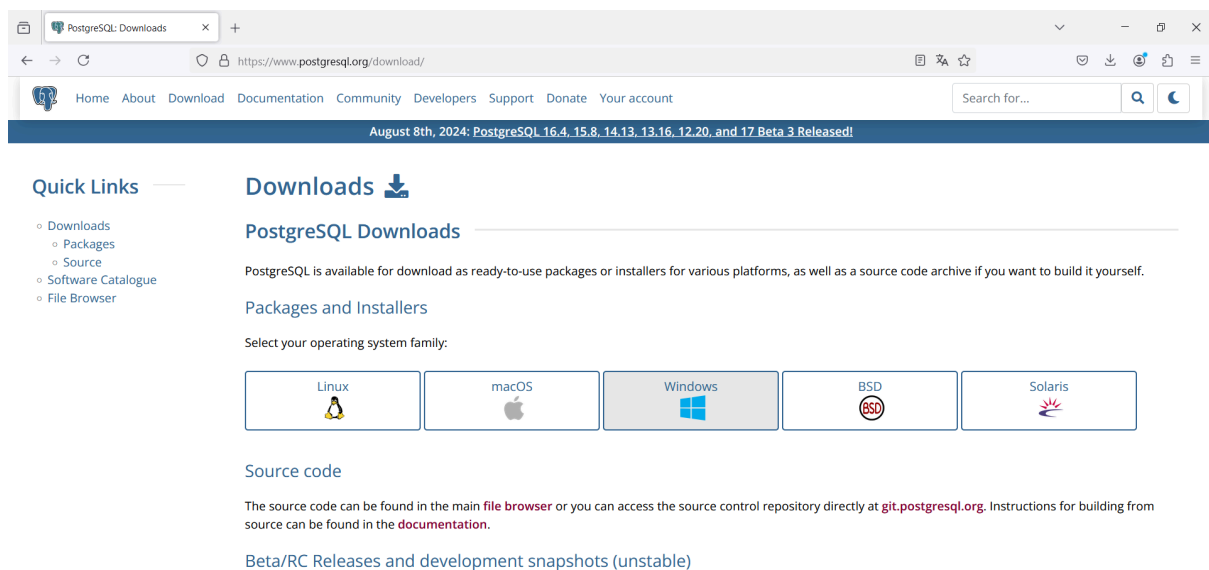 PostgreSQL: Downloads
https://www.postgresql.org/download/
Home About Download Documentation Community Developers Support Donate Your account
Search for...
August 8th, 2024: PostgreSQL 16.4, 15.8, 14.13, 13.16, 12.20, and 17 Beta 3 Released!
Quick Links
Downloads
Packages
Source
Software Catalogue
File Browser
Downloads
PostgreSQL Downloads
PostgreSQL is available for download as ready-to-use packages or installers for various platforms, as well as a source code archive if you want to build it yourself.
Packages and Installers
Select your operating system family:
Linux
macOS
Windows
BSD
BSD
Solaris
Source code
The source code can be found in the main file browser or you can access the source control repository directly at git.postgresql.org. Instructions for building from
source can be found in the documentation.
Beta/RC Releases and development snapshots (unstable)